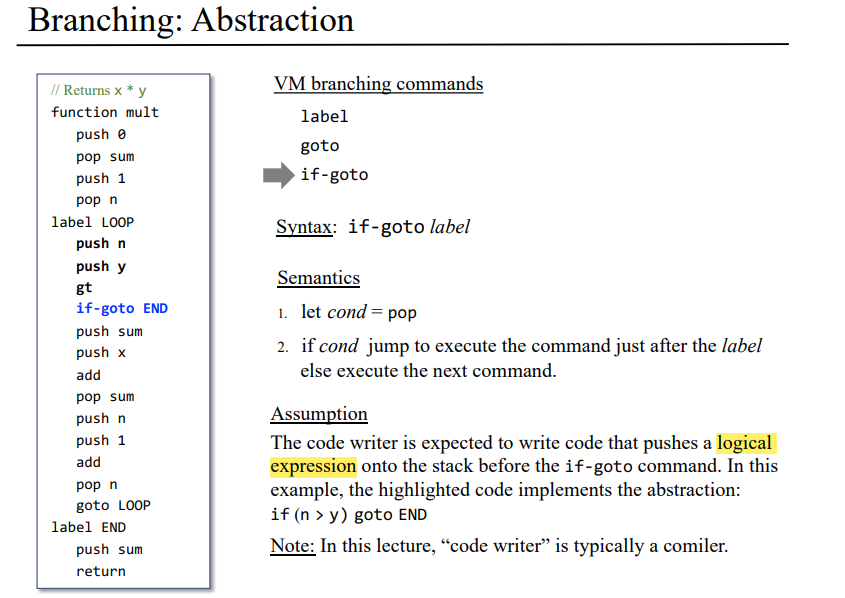 Branching: Abstraction
// Returns x * y
function mult
push 0
pop sum
push 1
pop n
label LOOP
push n
push y
gt
if-goto END
push sum
push x
add
pop sum
push n
push 1
add
pop n
goto LOOP
label END
push sum
return
VM branching commands
label
goto
if-goto
Syntax: if-goto label
Semantics
1. let cond = pop
2. if cond jump to execute the command just after the label
else execute the next command.
Assumption
The code writer is expected to write code that pushes a logical
expression onto the stack before the if-goto command. In this
example, the highlighted code implements the abstraction:
if (n > y) goto END
Note: In this lecture, “code writer” is typically a comiler.